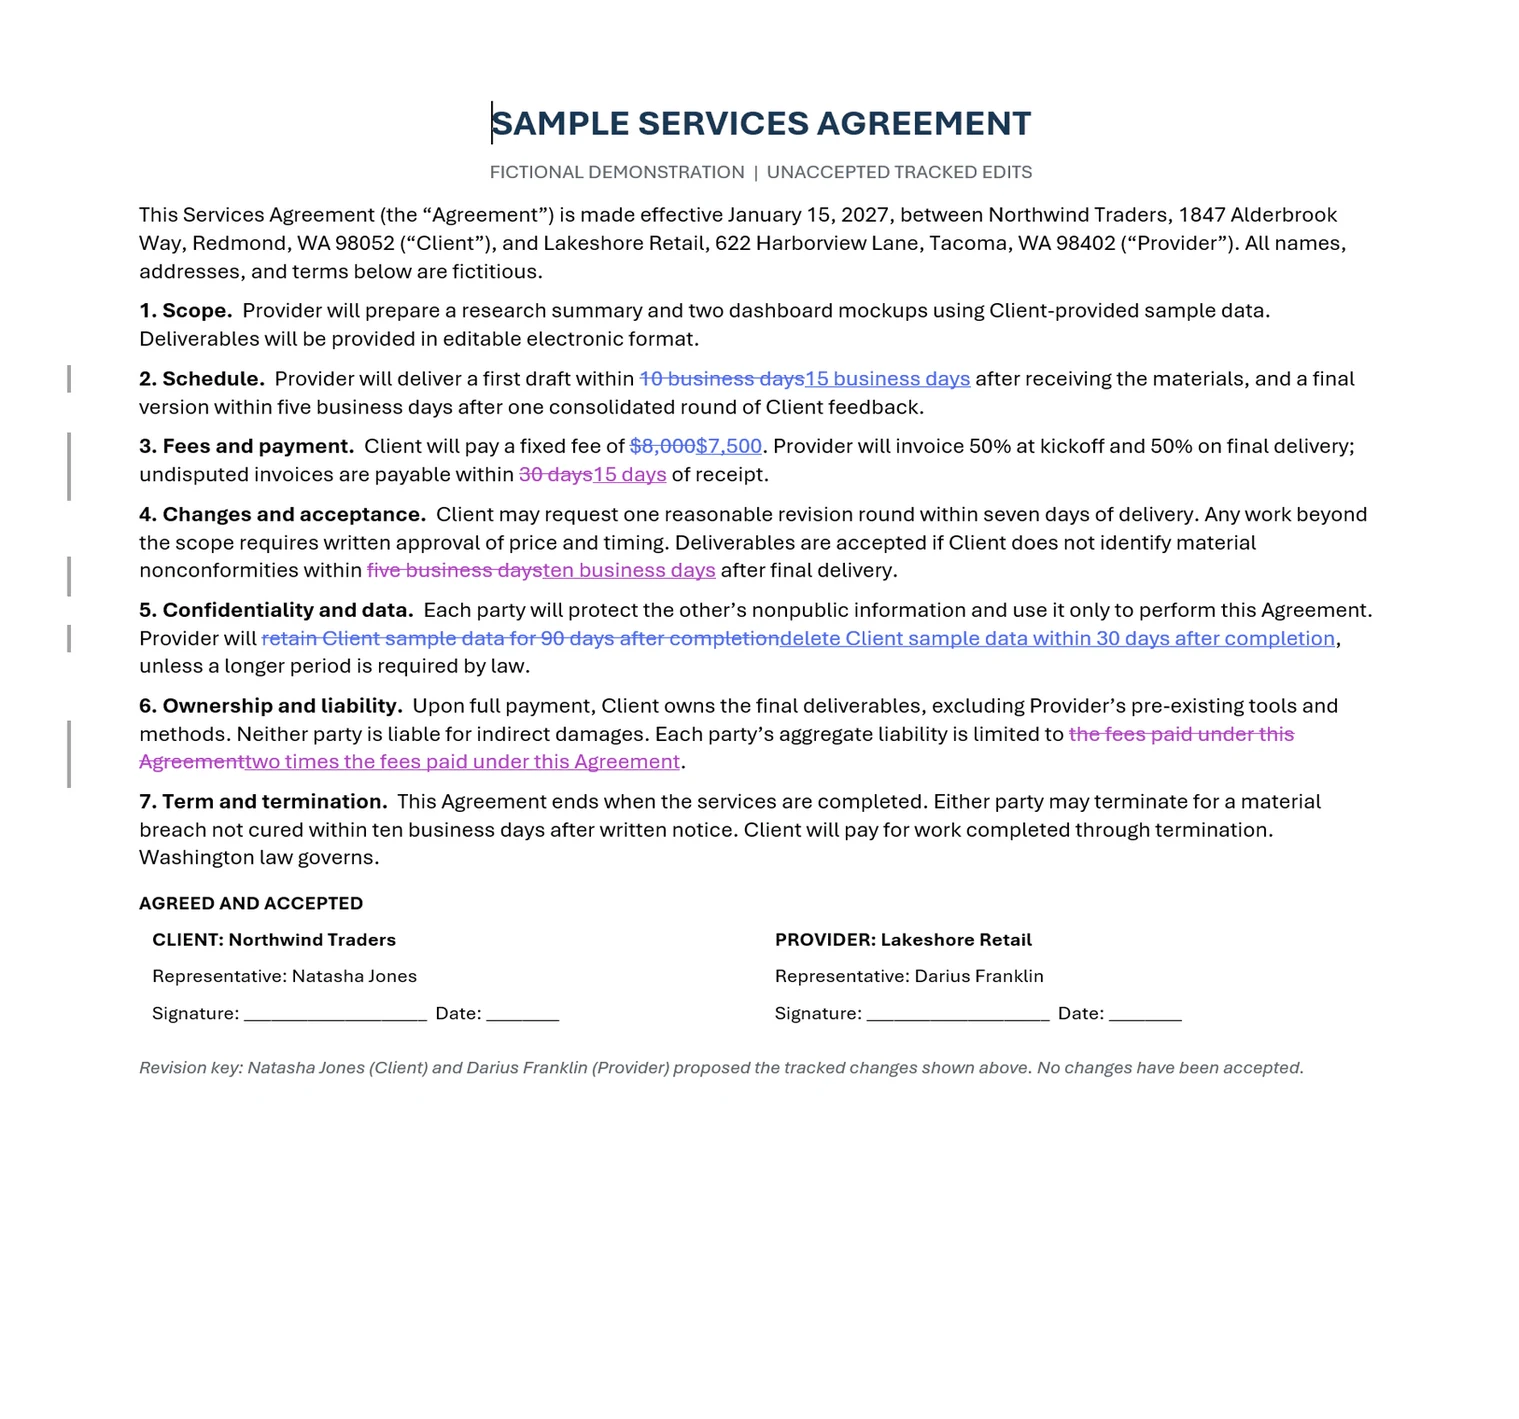 SAMPLE SERVICES AGREEMENT
FICTIONAL DEMONSTRATION | UNACCEPTED TRACKED EDITS
This Services Agreement (the “Agreement”) is made effective January 15, 2027, between Northwind Traders, 1847 Alderbrook
Way, Redmond, WA 98052 (“Client”), and Lakeshore Retail, 622 Harborview Lane, Tacoma, WA 98402 (“Provider”). All names,
addresses, and terms below are fictitious.
1. Scope. Provider will prepare a research summary and two dashboard mockups using Client-provided sample data.
Deliverables will be provided in editable electronic format.
2. Schedule. Provider will deliver a first draft within 10 business days15 business days after receiving the materials, and a final
version within five business days after one consolidated round of Client feedback.
3. Fees and payment. Client will pay a fixed fee of $8,000$7,500. Provider will invoice 50% at kickoff and 50% on final delivery;
undisputed invoices are payable within 30 days15 days of receipt.
4. Changes and acceptance. Client may request one reasonable revision round within seven days of delivery. Any work beyond
the scope requires written approval of price and timing. Deliverables are accepted if Client does not identify material
nonconformities within five business daysten business days after final delivery.
5. Confidentiality and data. Each party will protect the other’s nonpublic information and use it only to perform this Agreement.
Provider will retain Client sample data for 90 days after completiondelete Client sample data within 30 days after completion,
unless a longer period is required by law.
6. Ownership and liability. Upon full payment, Client owns the final deliverables, excluding Provider’s pre-existing tools and
methods. Neither party is liable for indirect damages. Each party’s aggregate liability is limited to the fees paid under this
Agreementtwo times the fees paid under this Agreement.
7. Term and termination. This Agreement ends when the services are completed. Either party may terminate for a material
breach not cured within ten business days after written notice. Client will pay for work completed through termination.
Washington law governs.
AGREED AND ACCEPTED
CLIENT: Northwind Traders
Representative: Natasha Jones
Signature: ____________________ Date: ________
PROVIDER: Lakeshore Retail
Representative: Darius Franklin
Signature: ____________________ Date: ________
Revision key: Natasha Jones (Client) and Darius Franklin (Provider) proposed the tracked changes shown above. No changes have been accepted.